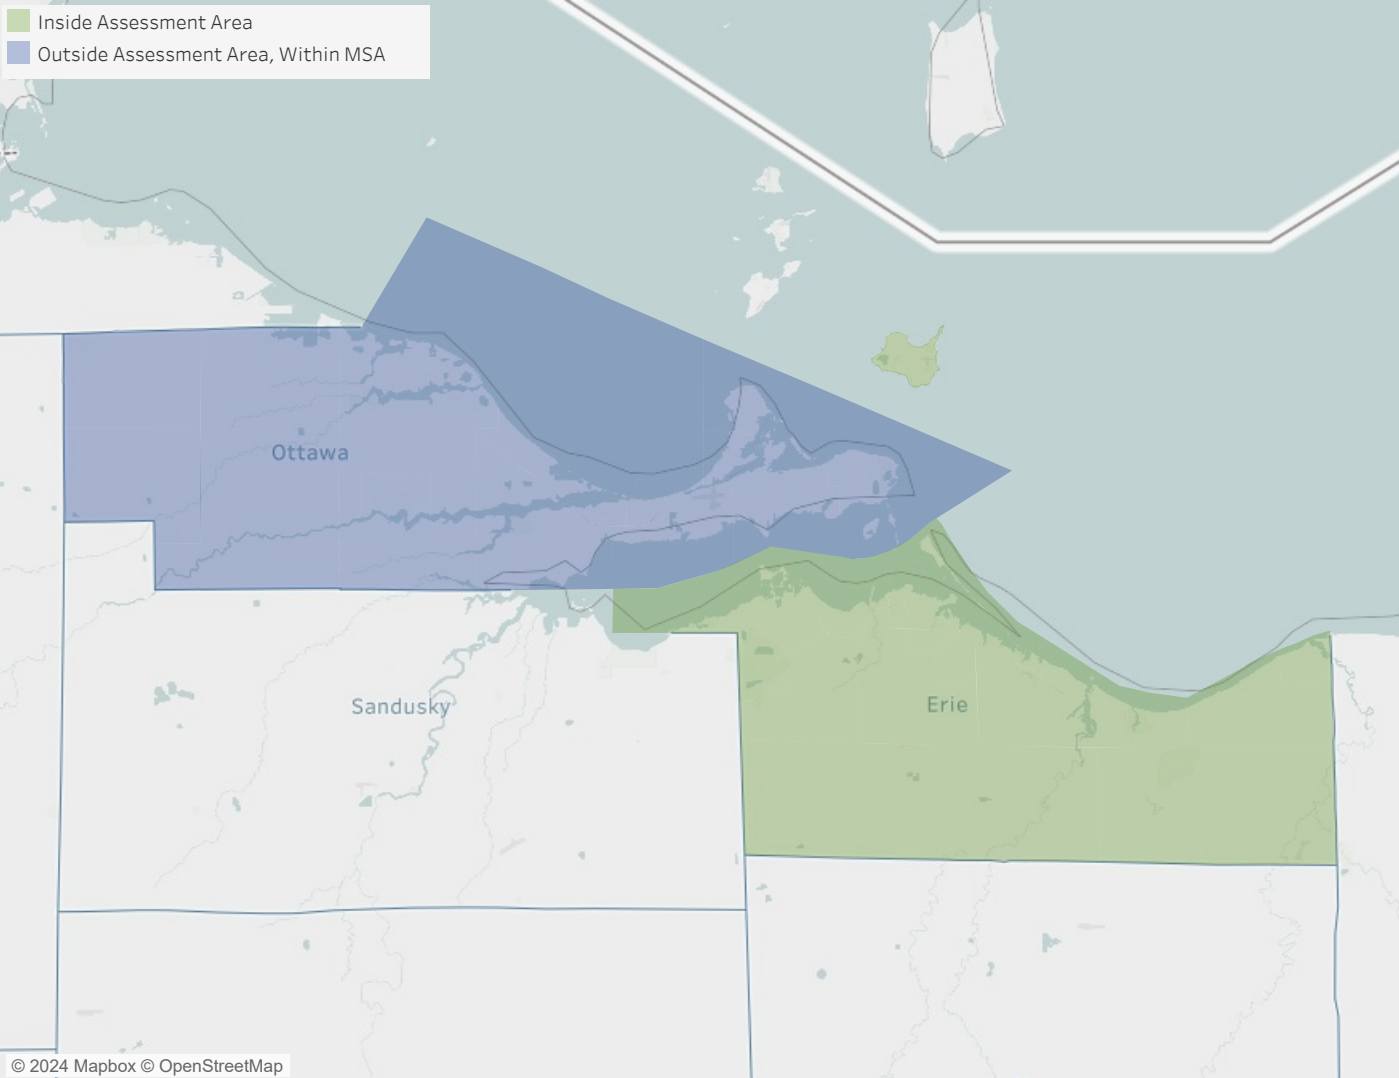 Inside Assessment Area
Outside Assessment Area, Within MSA
Ottawa
Erie
Sandusky
© 2024 Mapbox © OpenStreetMap